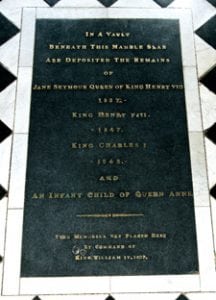 IN A VAULT
BENEATH THIS MARBLE SLAB
ARE DEPOSITED THE REMAINS
OF
JANE SEYMOUR QUEEN OF KING HENRY VIII
1537.
KING HENRY VIII.
1547.
KING CHARLES I
1648.
AND
AN INFANT CHILD OF QUEEN ANNE.
THIS MEMORIAL WAS PLACED HERE
BY COMMAND OF
KING WILLIAM IV. 1837.